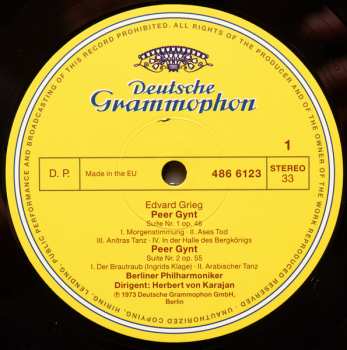 ALL RIGHTS OF THE PRODUCER AND OF THE OWNER OF THE WORK REPRODUCED RESERVED. UNAUTHORIZED COPYING, HIRING, LENDING, PUBLIC PERFORMANCE AND BROADCASTING OF THIS RECORD PROHIBITED.
Deutsche
Grammophon
1
D. P.
Made in the EU
486 6123
STEREO
33
Edvard Grieg
Peer Gynt
Suite Nr. 1 op. 46
I. Morgenstimmung · II. Ases Tod
III. Anitras Tanz · IV. In der Halle des Bergkönigs
Peer Gynt
Suite Nr. 2 op. 55
I. Der Brautraub (Ingrids Klage) · II. Arabischer Tanz
Berliner Philharmoniker
Dirigent: Herbert von Karajan
Ⓟ 1973 Deutsche Grammophon GmbH,
Berlin